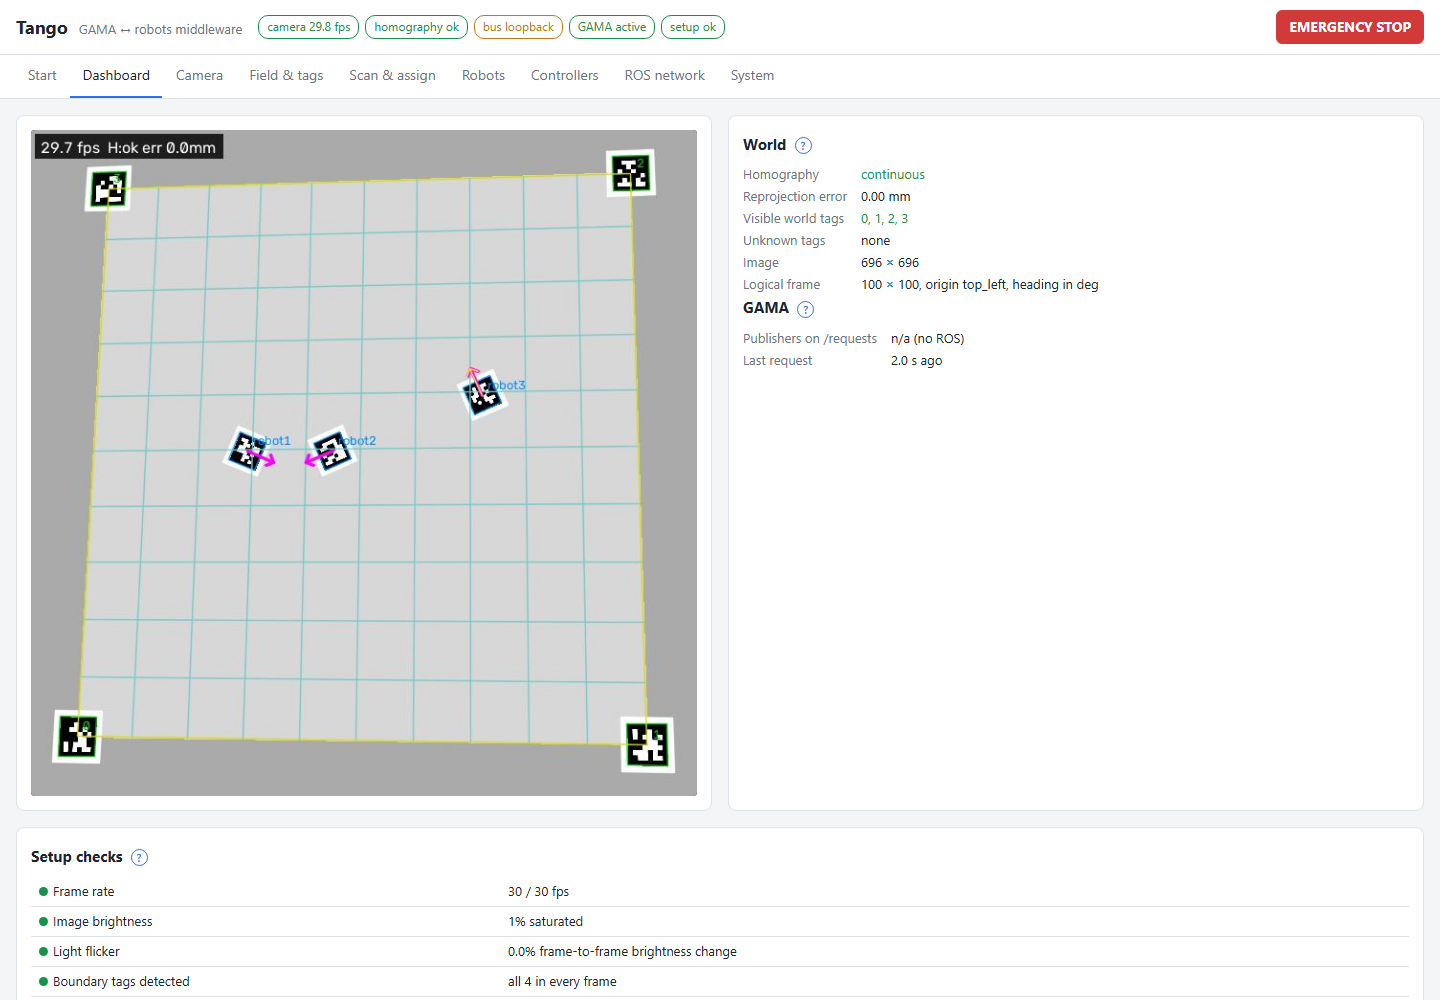 Tango GAMA ↔ robots middleware camera 29.8 fps homography ok bus loopback GAMA active setup ok EMERGENCY STOP
Start Dashboard Camera Field & tags Scan & assign Robots Controllers ROS network System
29.7 fps H:ok err 0.0mm
2
robot3
robot1
robot2
World ?
Homography continuous
Reprojection error 0.00 mm
Visible world tags 0, 1, 2, 3
Unknown tags none
Image 696 × 696
Logical frame 100 × 100, origin top_left, heading in deg
GAMA ?
Publishers on /requests n/a (no ROS)
Last request 2.0 s ago
Setup checks ?
Frame rate 30 / 30 fps
Image brightness 1% saturated
Light flicker 0.0% frame-to-frame brightness change
Boundary tags detected all 4 in every frame